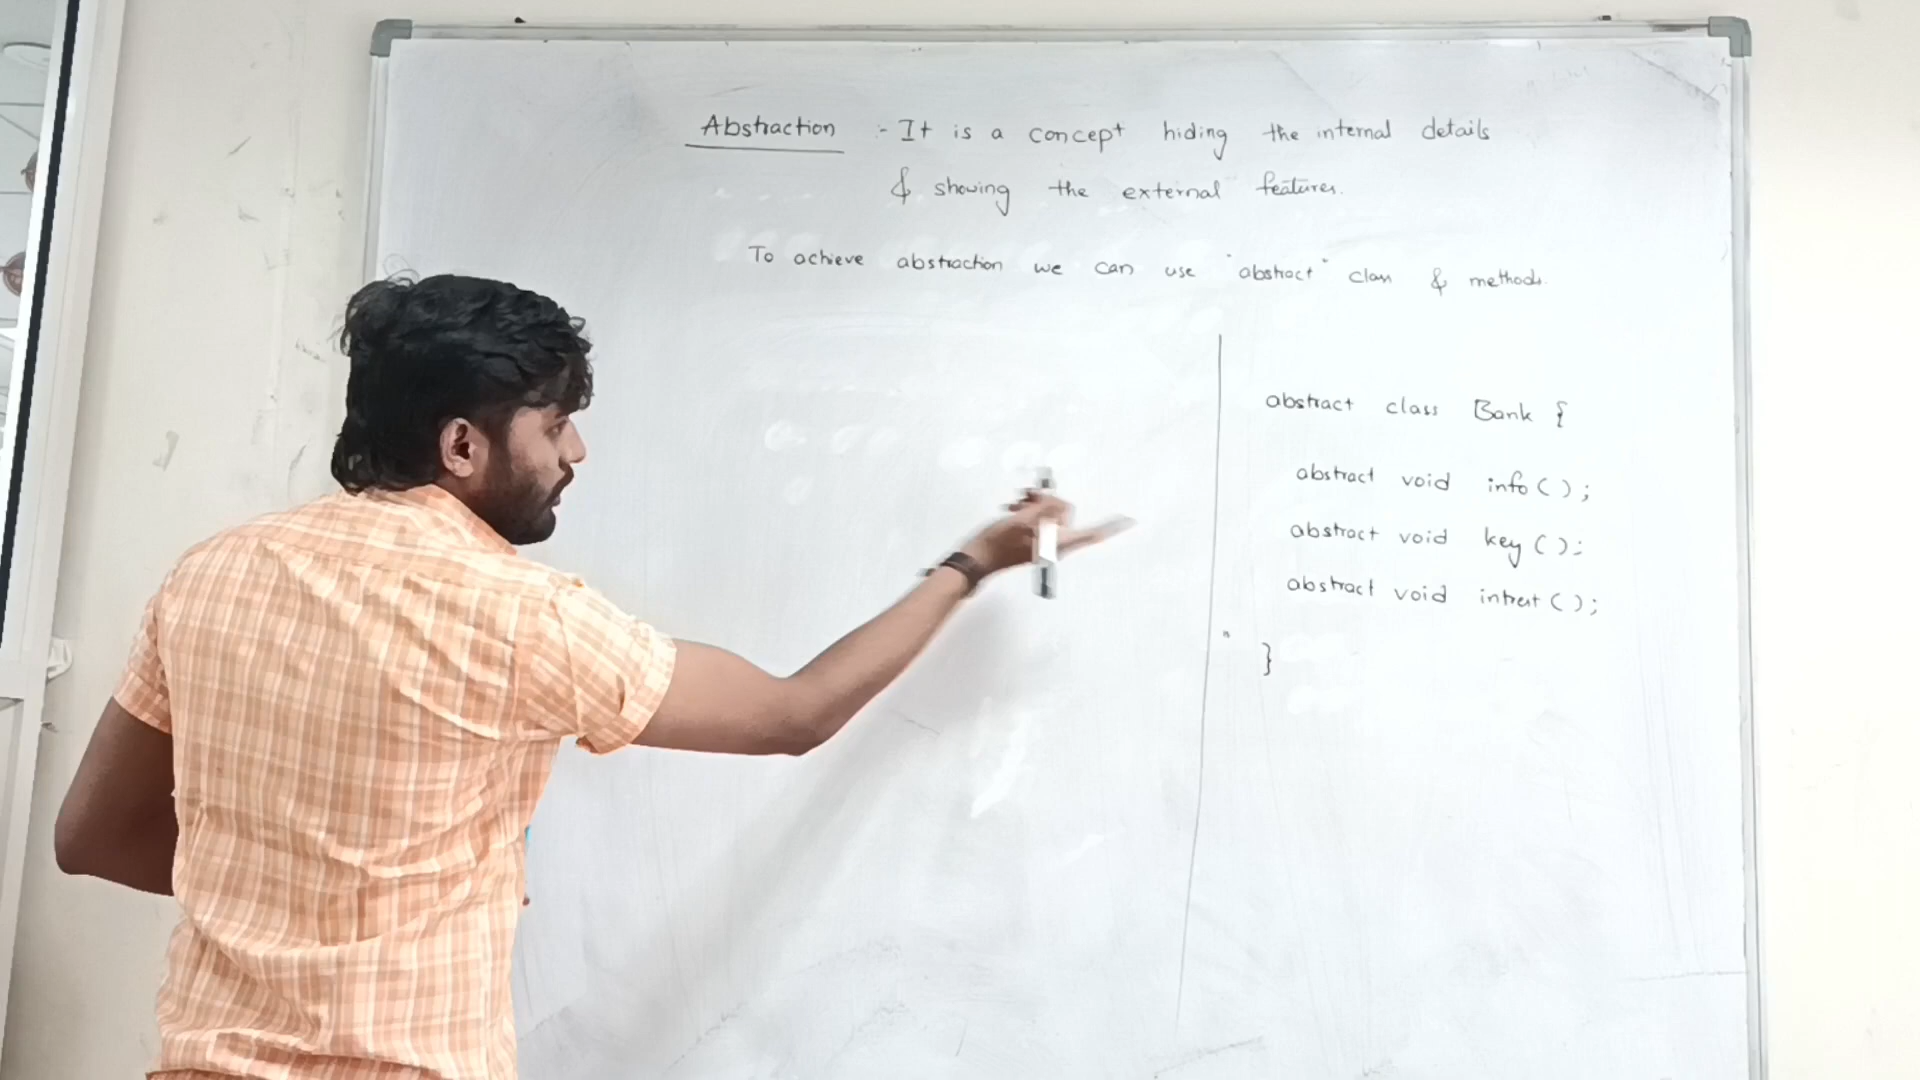 Abstraction :- It is a concept hiding the internal details
& showing the external features.
To achieve abstraction we can use "abstract" class & methods.
abstract class Bank {
abstract void info();
abstract void key();
abstract void intrest();
}